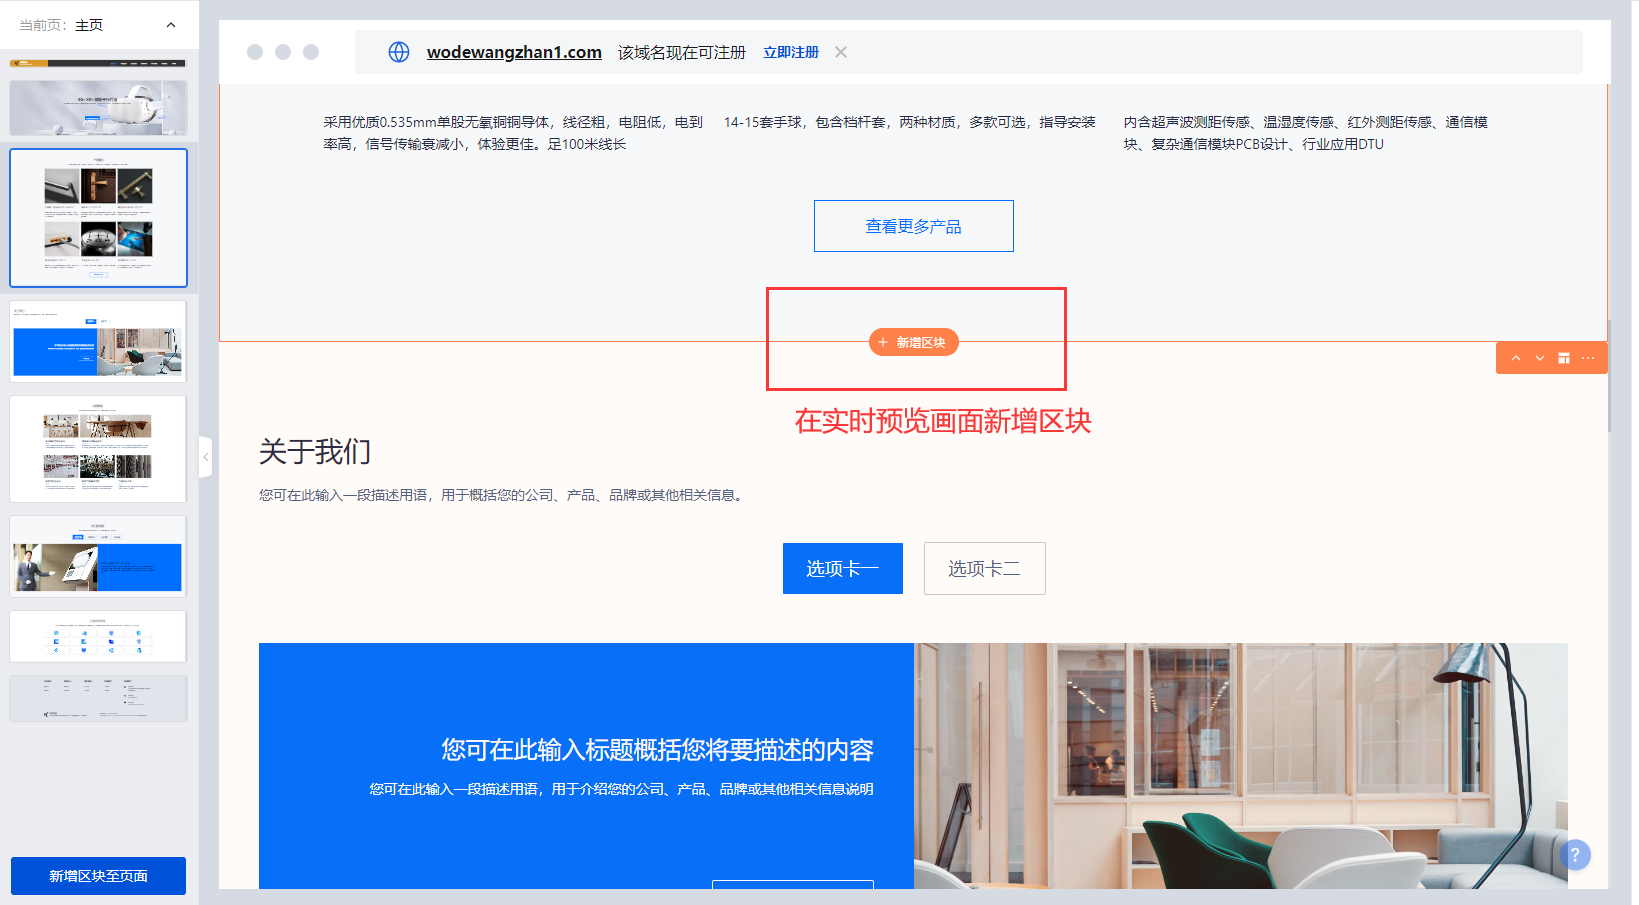 当前页：主页
wodewangzhan1.com 该域名现在可注册 立即注册
采用优质0.535mm单股无氧铜铜导体，线径粗，电阻低，电到
率高，信号传输衰减小，体验更佳。足100米线长
14-15套手球，包含档杆套，两种材质，多款可选，指导安装
内含超声波测距传感、温湿度传感、红外测距传感、通信模
块、复杂通信模块PCB设计、行业应用DTU
查看更多产品
+ 新增区块
在实时预览画面新增区块
关于我们
您可在此输入一段描述用语，用于概括您的公司、产品、品牌或其他相关信息。
选项卡一 选项卡二
您可在此输入标题概括您将要描述的内容
您可在此输入一段描述用语，用于介绍您的公司、产品、品牌或其他相关信息说明
新增区块至页面
?